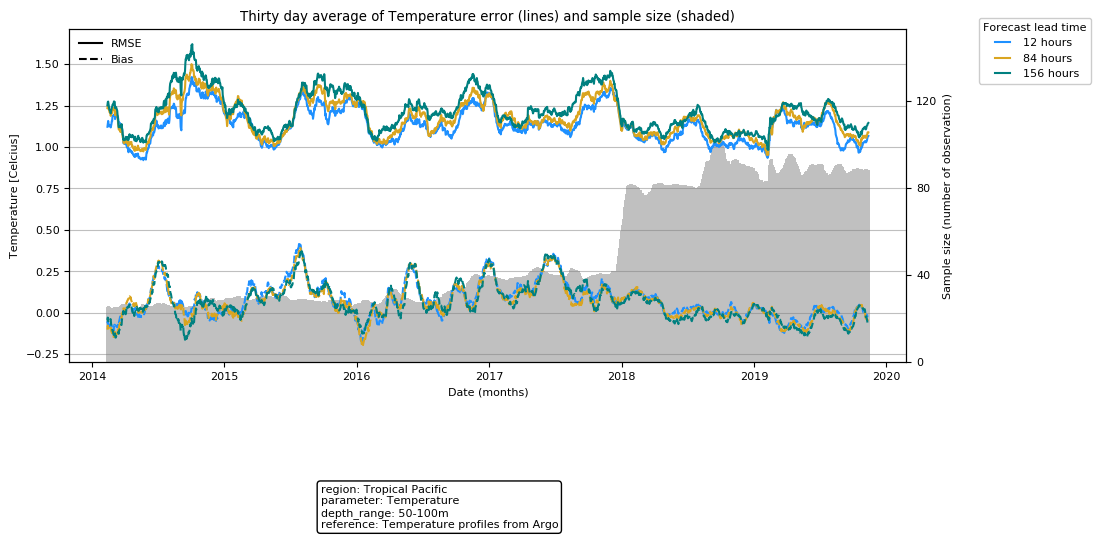 Thirty day average of Temperature error (lines) and sample size (shaded)
RMSE
Bias
Forecast lead time
12 hours
84 hours
156 hours
Temperature [Celcius]
1.50
1.25
1.00
0.75
0.50
0.25
0.00
−0.25
120
80
40
0
Sample size (number of observation)
2014
2015
2016
2017
2018
2019
2020
Date (months)
region: Tropical Pacific
parameter: Temperature
depth_range: 50-100m
reference: Temperature profiles from Argo